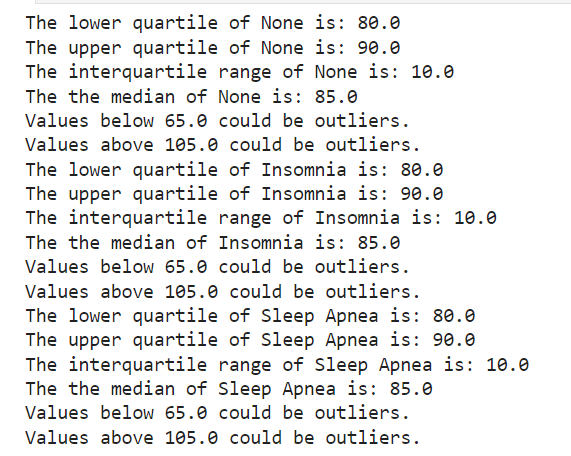 The lower quartile of None is: 80.0
The upper quartile of None is: 90.0
The interquartile range of None is: 10.0
The the median of None is: 85.0
Values below 65.0 could be outliers.
Values above 105.0 could be outliers.
The lower quartile of Insomnia is: 80.0
The upper quartile of Insomnia is: 90.0
The interquartile range of Insomnia is: 10.0
The the median of Insomnia is: 85.0
Values below 65.0 could be outliers.
Values above 105.0 could be outliers.
The lower quartile of Sleep Apnea is: 80.0
The upper quartile of Sleep Apnea is: 90.0
The interquartile range of Sleep Apnea is: 10.0
The the median of Sleep Apnea is: 85.0
Values below 65.0 could be outliers.
Values above 105.0 could be outliers.